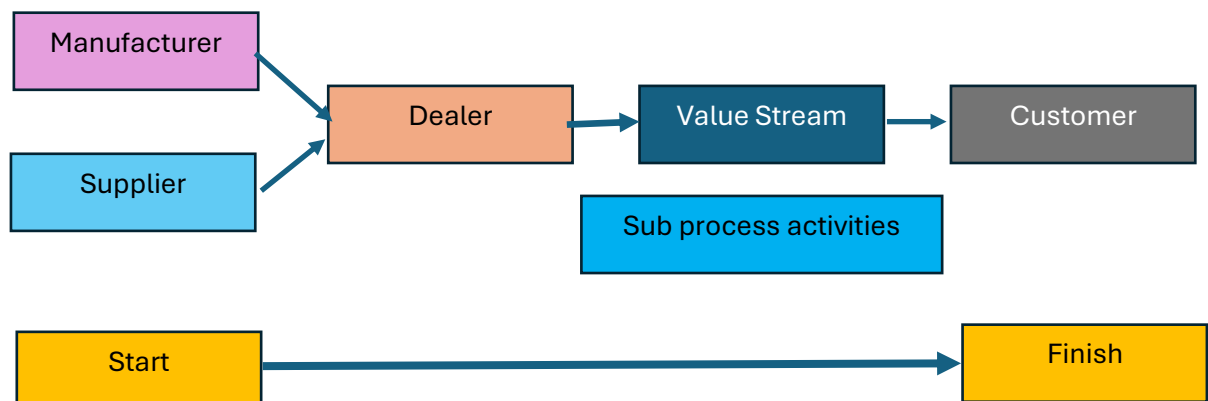 Manufacturer
Dealer
Value Stream
Customer
Supplier
Sub process activities
Start
Finish